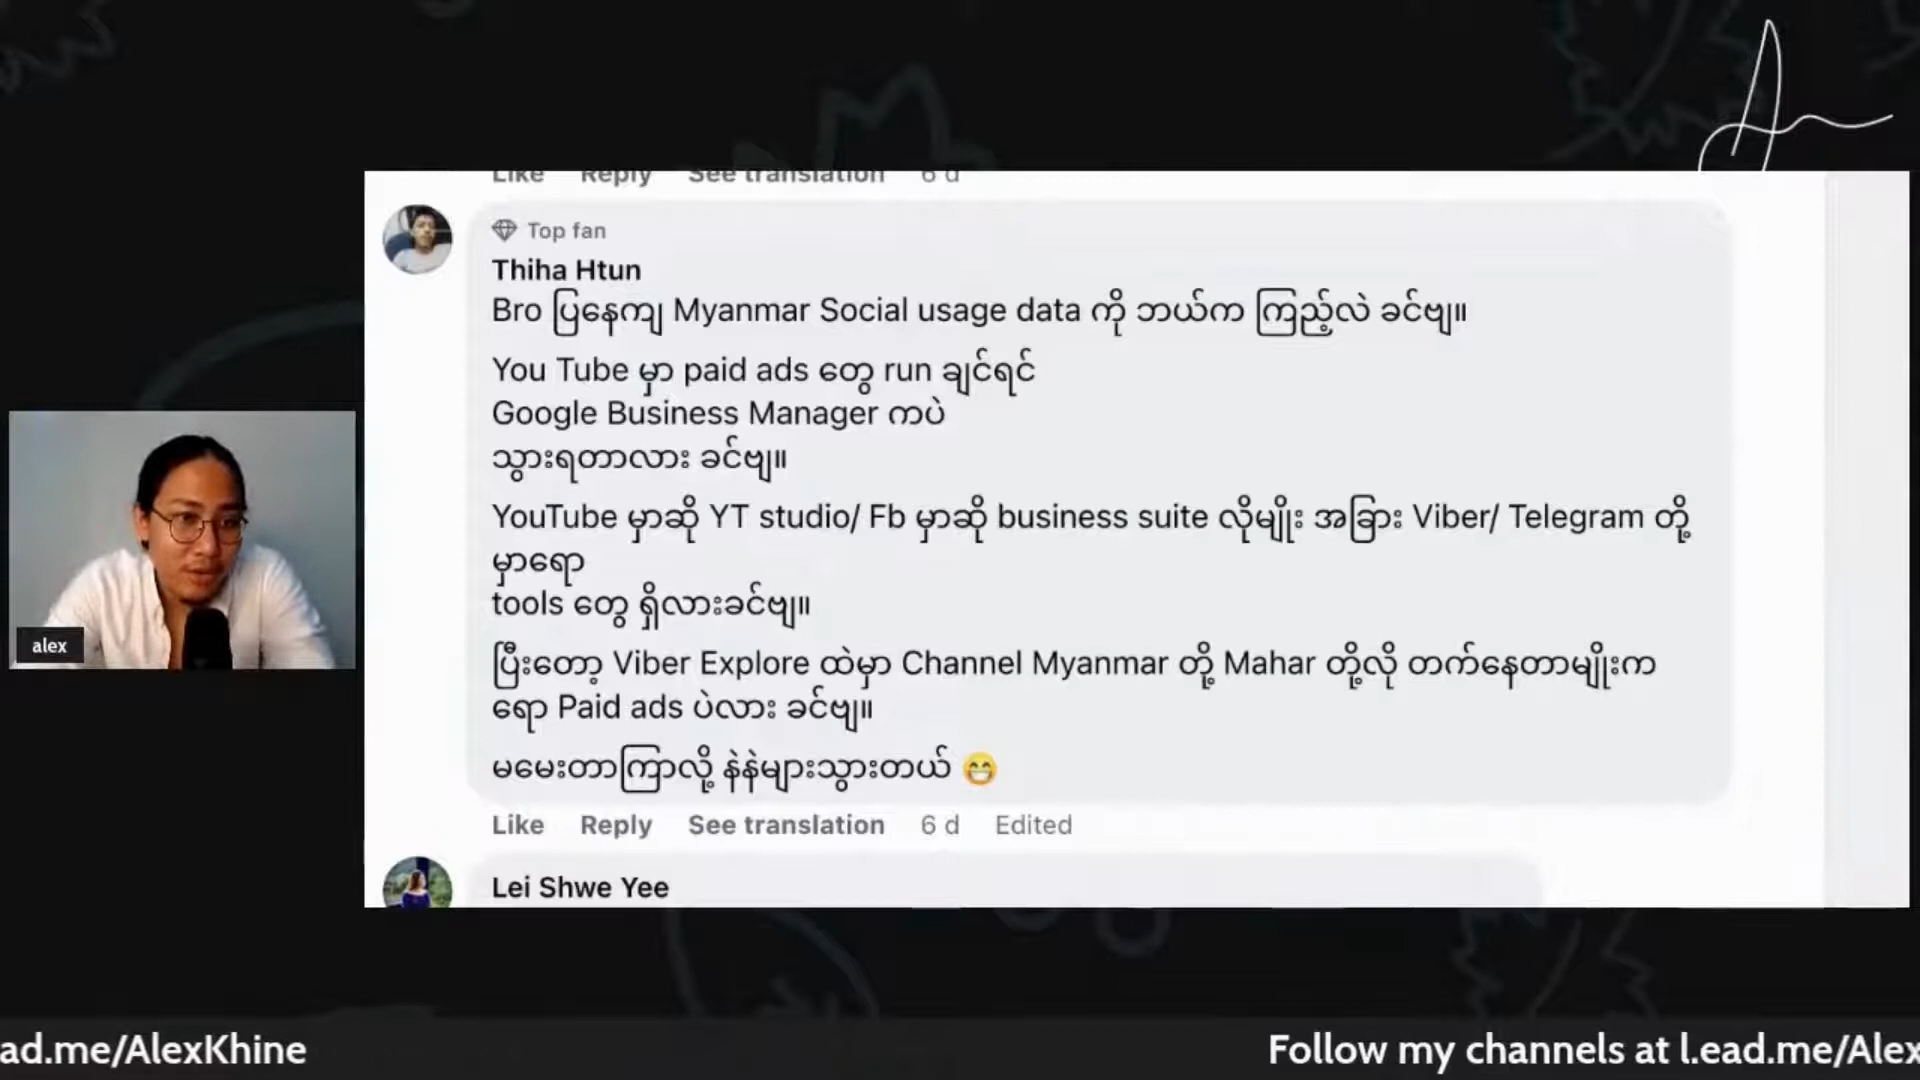 Like Reply See translation 6 d
Top fan
Thiha Htun
Bro ပြနေကျ Myanmar Social usage data ကို ဘယ်က ကြည့်လဲ ခင်ဗျ။
You Tube မှာ paid ads တွေ run ချင်ရင်
Google Business Manager ကပဲ
သွားရတာလား ခင်ဗျ။
YouTube မှာဆို YT studio/ Fb မှာဆို business suite လိုမျိုး အခြား Viber/ Telegram တို့
မှာရော
tools တွေ ရှိလားခင်ဗျ။
ပြီးတော့ Viber Explore ထဲမှာ Channel Myanmar တို့ Mahar တို့လို တက်နေတာမျိုးက
ရော Paid ads ပဲလား ခင်ဗျ။
မမေးတာကြာလို့ နဲနဲများသွားတယ် 😁
Like Reply See translation 6 d Edited
Lei Shwe Yee
alex
ad.me/AlexKhine
Follow my channels at l.ead.me/Alex